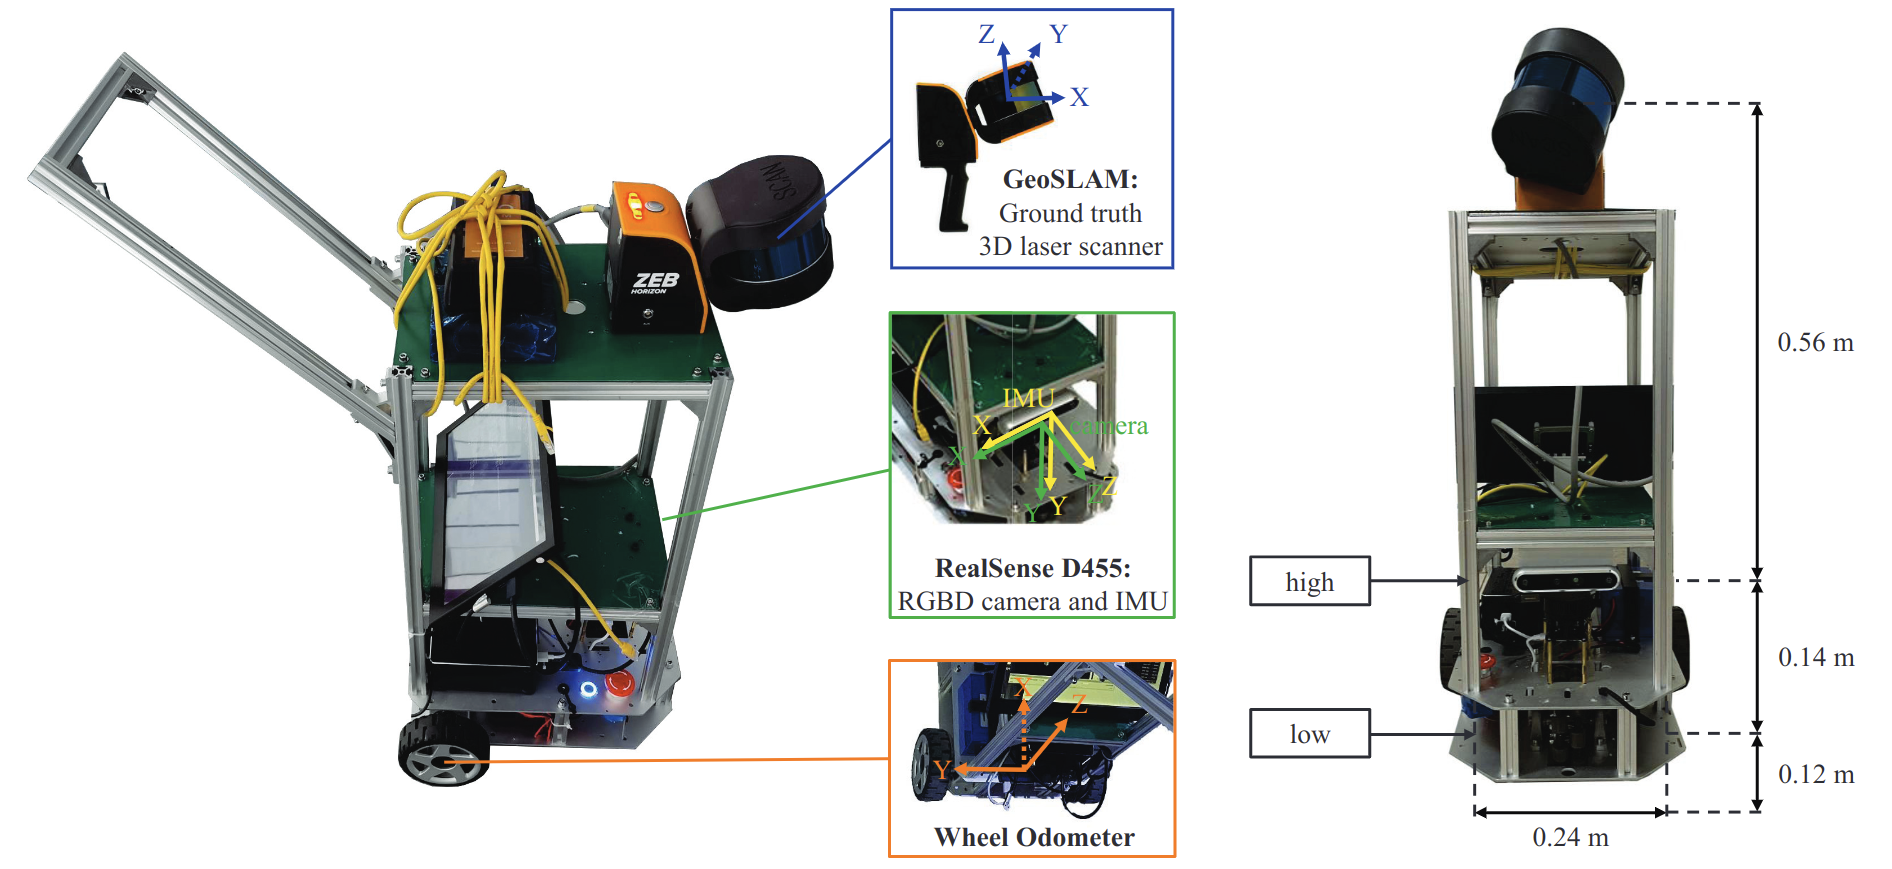 SCAN
ZEB
HORIZON
Z
Y
X
GeoSLAM:
Ground truth
3D laser scanner
IMU
X
camera
X
Z
Z
Y
Y
RealSense D455:
RGBD camera and IMU
X
Z
Y
Wheel Odometer
high
low
0.56 m
0.14 m
0.12 m
0.24 m